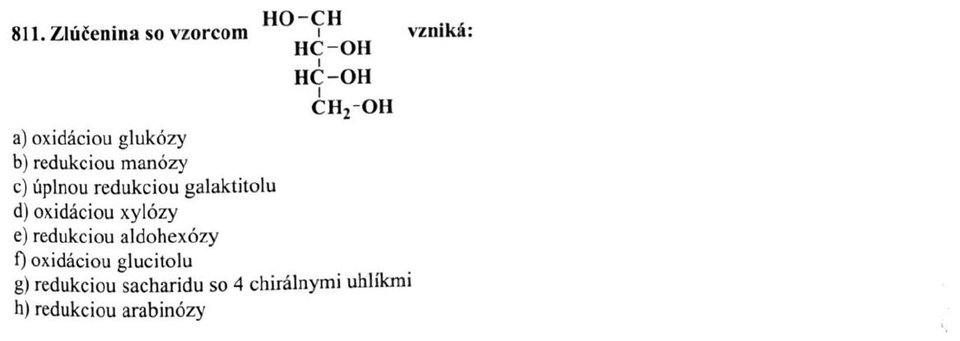 HO-CH
811. Zlúčenina so vzorcom vzniká:
HC-OH
HC-OH
CH₂-OH
a) oxidáciou glukózy
b) redukciou manózy
c) úplnou redukciou galaktitolu
d) oxidáciou xylózy
e) redukciou aldohexózy
f) oxidáciou glucitolu
g) redukciou sacharidu so 4 chirálnymi uhlíkmi
h) redukciou arabinózy